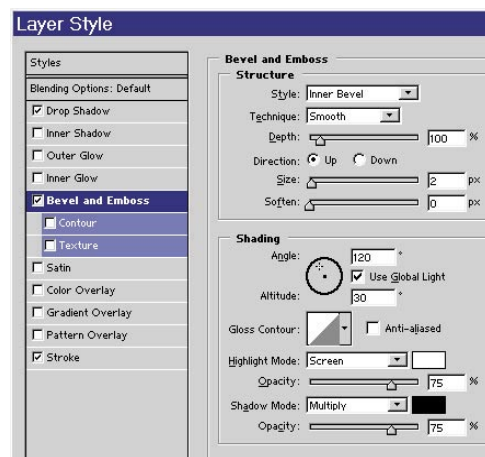 Layer Style
Styles
Blending Options: Default
Drop Shadow
Inner Shadow
Outer Glow
Inner Glow
Bevel and Emboss
Contour
Texture
Satin
Color Overlay
Gradient Overlay
Pattern Overlay
Stroke
Bevel and Emboss
Structure
Style: Inner Bevel
Technique: Smooth
Depth: 100 %
Direction: Up Down
Size: 2 px
Soften: 0 px
Shading
Angle: 120 °
Use Global Light
Altitude: 30 °
Gloss Contour: Anti-aliased
Highlight Mode: Screen
Opacity: 75 %
Shadow Mode: Multiply
Opacity: 75 %